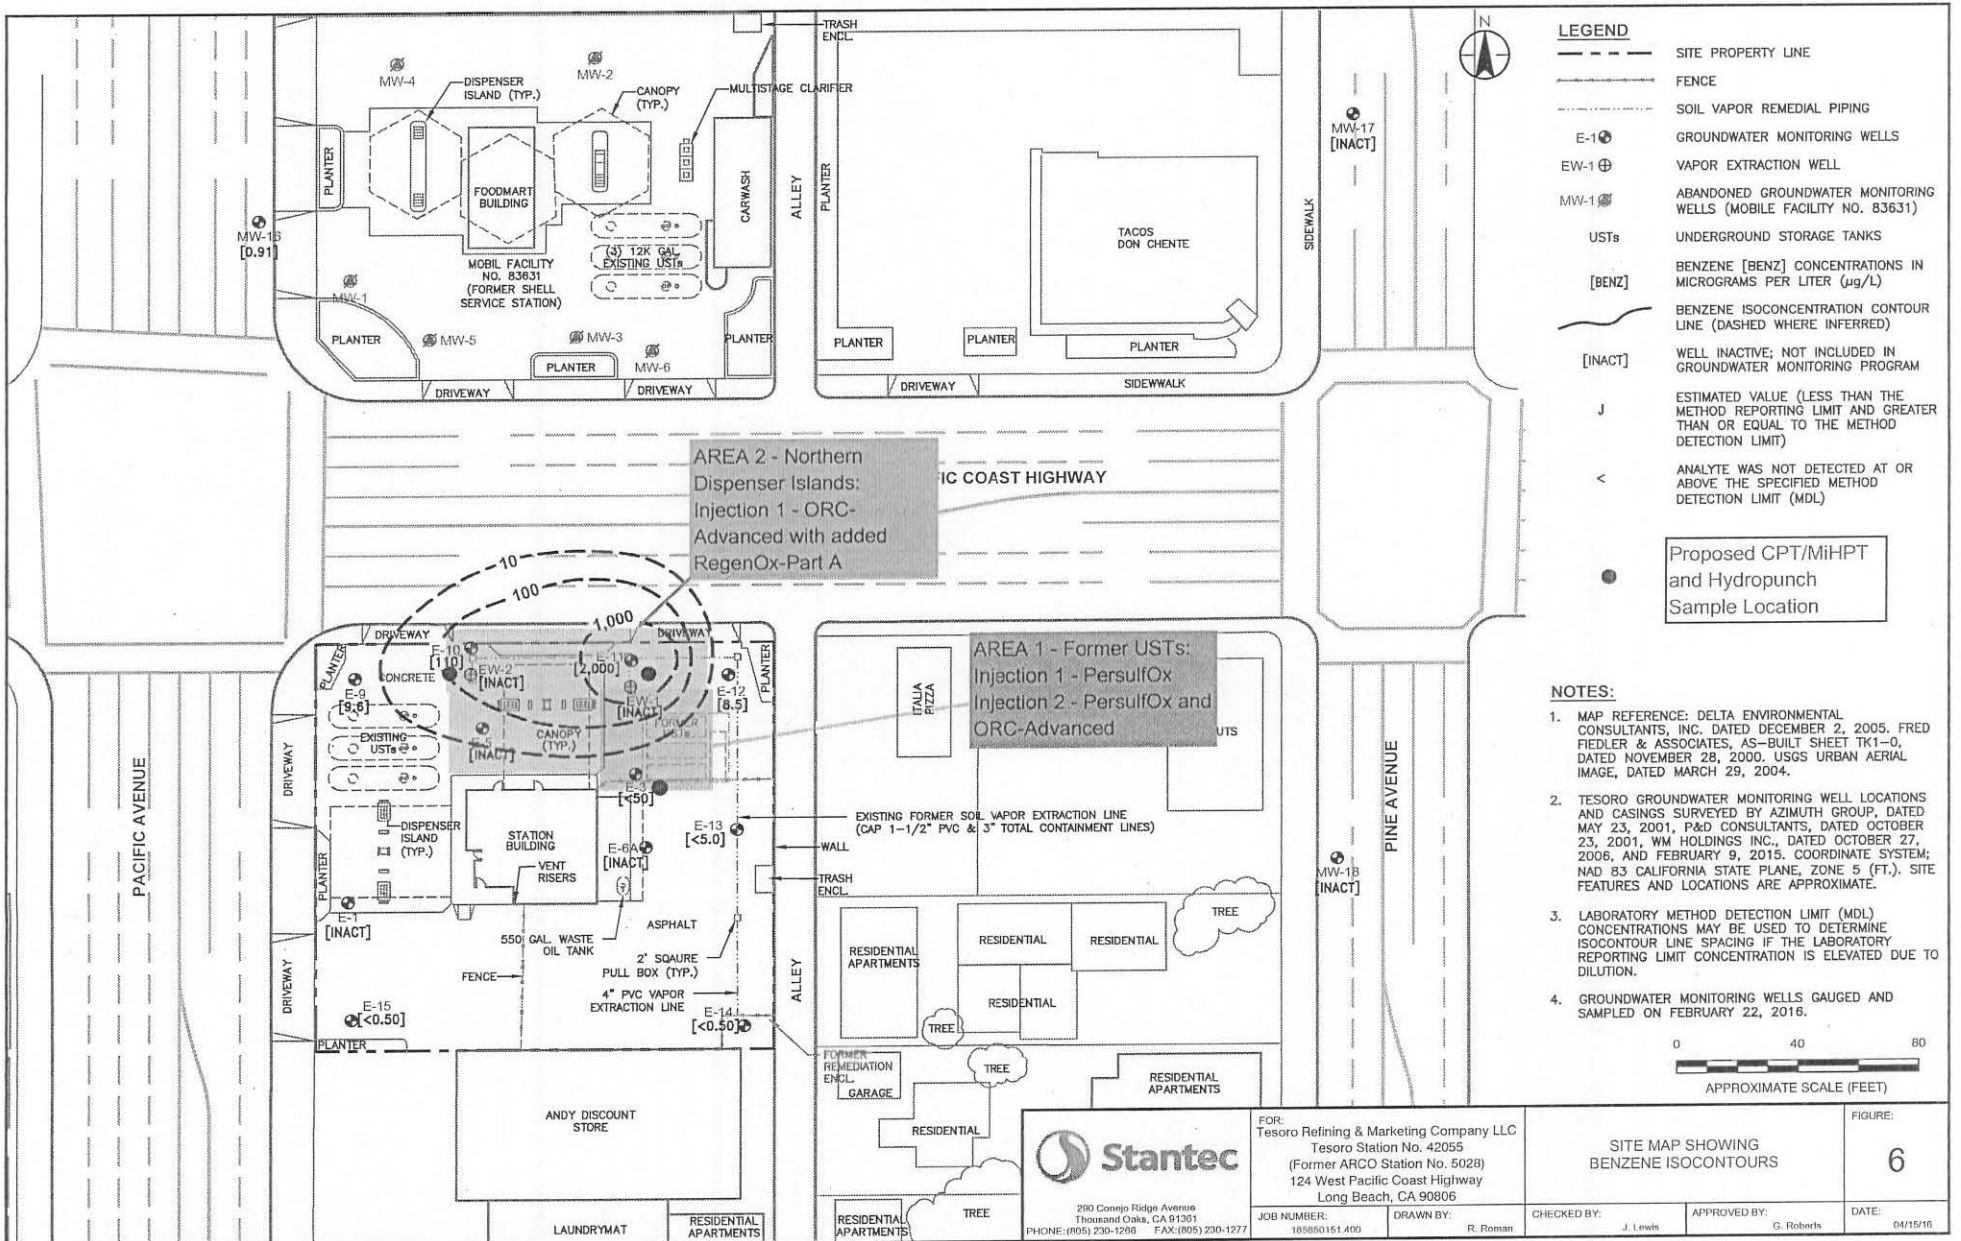 TRASH
ENCL.
MW-4
MW-2
DISPENSER
ISLAND (TYP.)
CANOPY
(TYP.)
MULTISTAGE CLARIFIER
PLANTER
FOODMART
BUILDING
CARWASH
ALLEY
PLANTER
MW-16
[0.91]
(3) 12K GAL.
EXISTING USTs
MOBIL FACILITY
NO. 83631
(FORMER SHELL
SERVICE STATION)
MW-1
PLANTER
MW-5
MW-3
PLANTER
MW-6
PLANTER
DRIVEWAY
DRIVEWAY
TACOS
DON CHENTE
PLANTER
PLANTER
PLANTER
DRIVEWAY
SIDEWWALK
SIDEWALK
MW-17
[INACT]
N
AREA 2 - Northern
Dispenser Islands:
Injection 1 - ORC-
Advanced with added
RegenOx-Part A
IC COAST HIGHWAY
10
100
1,000
DRIVEWAY
DRIVEWAY
PLANTER
CONCRETE
E-10
[110]
EW-2
[INACT]
E-11
[2,000]
EW-1
[INACT]
E-12
[8.5]
PLANTER
E-9
[9.6]
EXISTING
USTs
E-5
[INACT]
CANOPY
(TYP.)
FORMER
USTs
E-3
[<50]
AREA 1 - Former USTs:
Injection 1 - PersulfOx
Injection 2 - PersulfOx and
ORC-Advanced
ITALIA
PIZZA
UTS
PACIFIC AVENUE
DRIVEWAY
DISPENSER
ISLAND
(TYP.)
STATION
BUILDING
VENT
RISERS
E-6A
[INACT]
E-13
[<5.0]
EXISTING FORMER SOIL VAPOR EXTRACTION LINE
(CAP 1-1/2" PVC & 3" TOTAL CONTAINMENT LINES)
WALL
TRASH
ENCL.
PLANTER
E-1
[INACT]
550 GAL. WASTE
OIL TANK
ASPHALT
2' SQAURE
PULL BOX (TYP.)
FENCE
4" PVC VAPOR
EXTRACTION LINE
DRIVEWAY
E-15
[<0.50]
PLANTER
E-14
[<0.50]
ALLEY
FORMER
REMEDIATION
ENCL.
GARAGE
ANDY DISCOUNT
STORE
LAUNDRYMAT
RESIDENTIAL
APARTMENTS
RESIDENTIAL
APARTMENTS
RESIDENTIAL
RESIDENTIAL
RESIDENTIAL
TREE
TREE
TREE
RESIDENTIAL
RESIDENTIAL
APARTMENTS
RESIDENTIAL
APARTMENTS
TREE
PINE AVENUE
MW-18
[INACT]
LEGEND
SITE PROPERTY LINE
FENCE
SOIL VAPOR REMEDIAL PIPING
E-1 GROUNDWATER MONITORING WELLS
EW-1 VAPOR EXTRACTION WELL
MW-1 ABANDONED GROUNDWATER MONITORING
WELLS (MOBILE FACILITY NO. 83631)
USTs UNDERGROUND STORAGE TANKS
[BENZ] BENZENE [BENZ] CONCENTRATIONS IN
MICROGRAMS PER LITER (µg/L)
BENZENE ISOCONCENTRATION CONTOUR
LINE (DASHED WHERE INFERRED)
[INACT] WELL INACTIVE; NOT INCLUDED IN
GROUNDWATER MONITORING PROGRAM
J ESTIMATED VALUE (LESS THAN THE
METHOD REPORTING LIMIT AND GREATER
THAN OR EQUAL TO THE METHOD
DETECTION LIMIT)
< ANALYTE WAS NOT DETECTED AT OR
ABOVE THE SPECIFIED METHOD
DETECTION LIMIT (MDL)
Proposed CPT/MiHPT
and Hydropunch
Sample Location
NOTES:
1. MAP REFERENCE: DELTA ENVIRONMENTAL
CONSULTANTS, INC. DATED DECEMBER 2, 2005. FRED
FIEDLER & ASSOCIATES, AS-BUILT SHEET TK1-0,
DATED NOVEMBER 28, 2000. USGS URBAN AERIAL
IMAGE, DATED MARCH 29, 2004.
2. TESORO GROUNDWATER MONITORING WELL LOCATIONS
AND CASINGS SURVEYED BY AZIMUTH GROUP, DATED
MAY 23, 2001, P&D CONSULTANTS, DATED OCTOBER
23, 2001, WM HOLDINGS INC., DATED OCTOBER 27,
2006, AND FEBRUARY 9, 2015. COORDINATE SYSTEM;
NAD 83 CALIFORNIA STATE PLANE, ZONE 5 (FT.). SITE
FEATURES AND LOCATIONS ARE APPROXIMATE.
3. LABORATORY METHOD DETECTION LIMIT (MDL)
CONCENTRATIONS MAY BE USED TO DETERMINE
ISOCONTOUR LINE SPACING IF THE LABORATORY
REPORTING LIMIT CONCENTRATION IS ELEVATED DUE TO
DILUTION.
4. GROUNDWATER MONITORING WELLS GAUGED AND
SAMPLED ON FEBRUARY 22, 2016.
0 40 80
APPROXIMATE SCALE (FEET)
Stantec
290 Conejo Ridge Avenue
Thousand Oaks, CA 91361
PHONE:(805) 230-1266 FAX:(805) 230-1277
FOR:
Tesoro Refining & Marketing Company LLC
Tesoro Station No. 42055
(Former ARCO Station No. 5028)
124 West Pacific Coast Highway
Long Beach, CA 90806
JOB NUMBER:
185850151.400
DRAWN BY:
R. Roman
SITE MAP SHOWING
BENZENE ISOCONTOURS
CHECKED BY:
J. Lewis
APPROVED BY:
G. Roberts
FIGURE:
6
DATE:
04/15/16